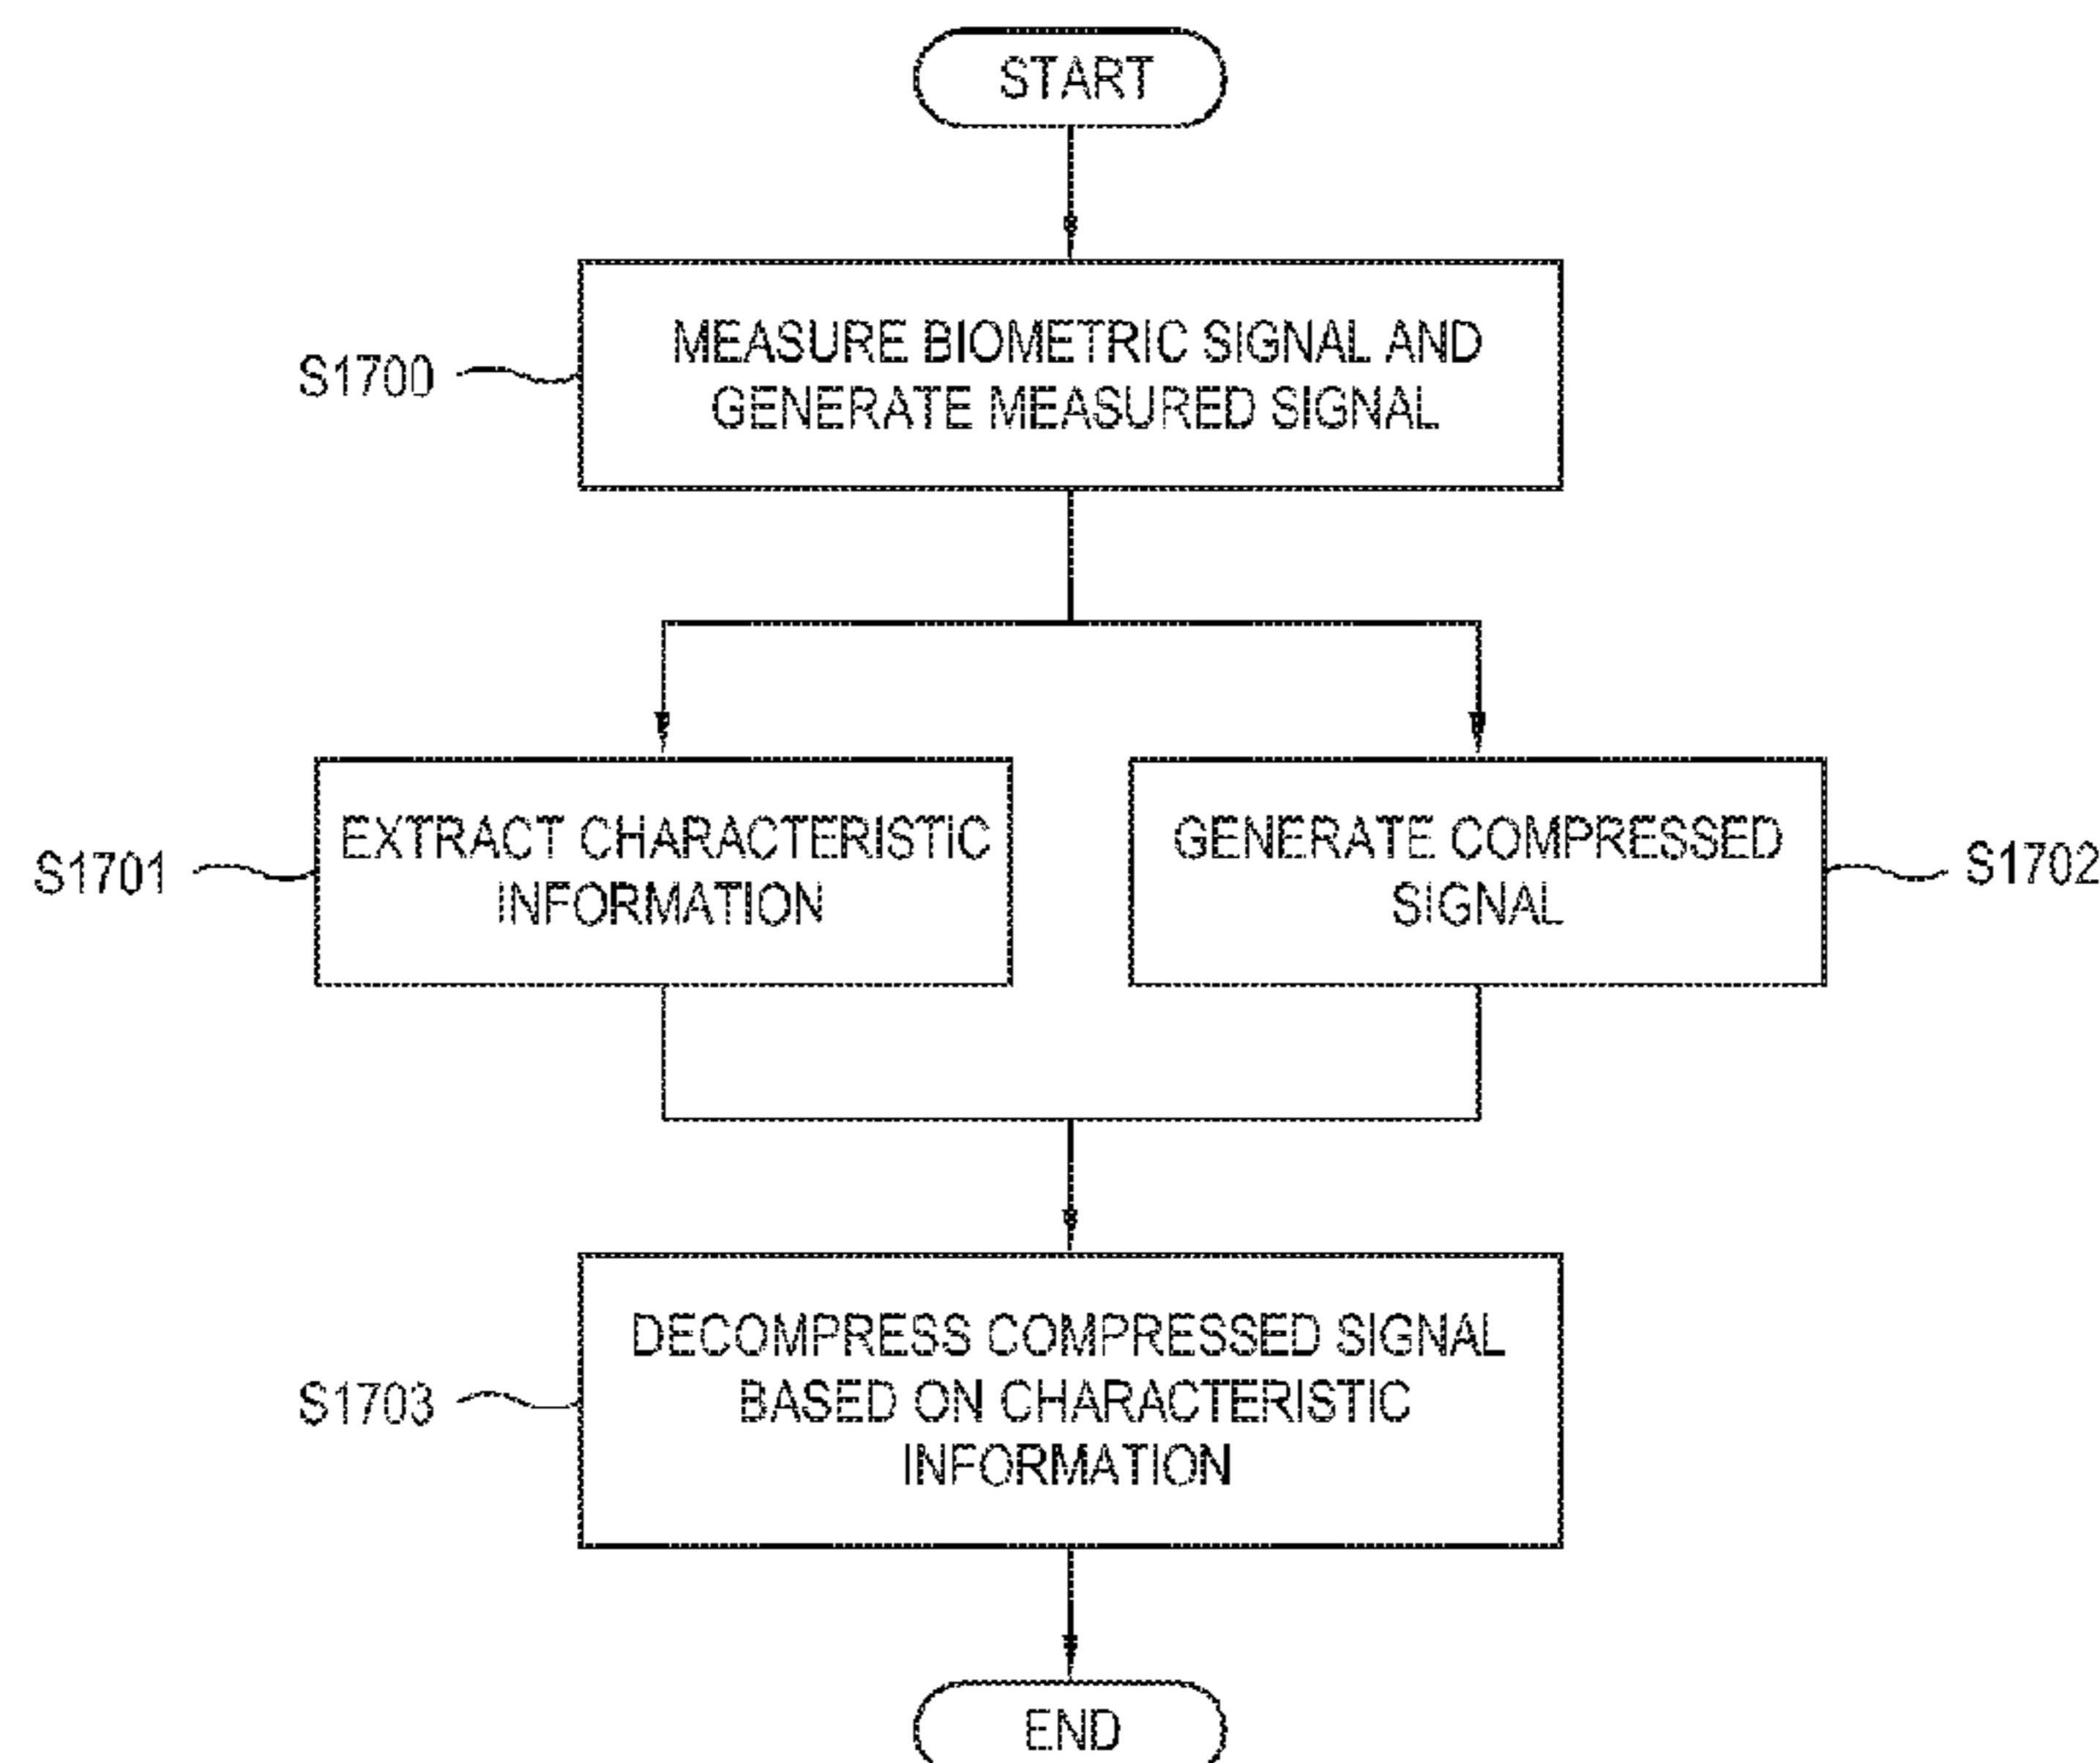 START
S1700
MEASURE BIOMETRIC SIGNAL AND
GENERATE MEASURED SIGNAL
S1701
EXTRACT CHARACTERISTIC
INFORMATION
GENERATE COMPRESSED
SIGNAL
S1702
S1703
DECOMPRESS COMPRESSED SIGNAL
BASED ON CHARACTERISTIC
INFORMATION
END